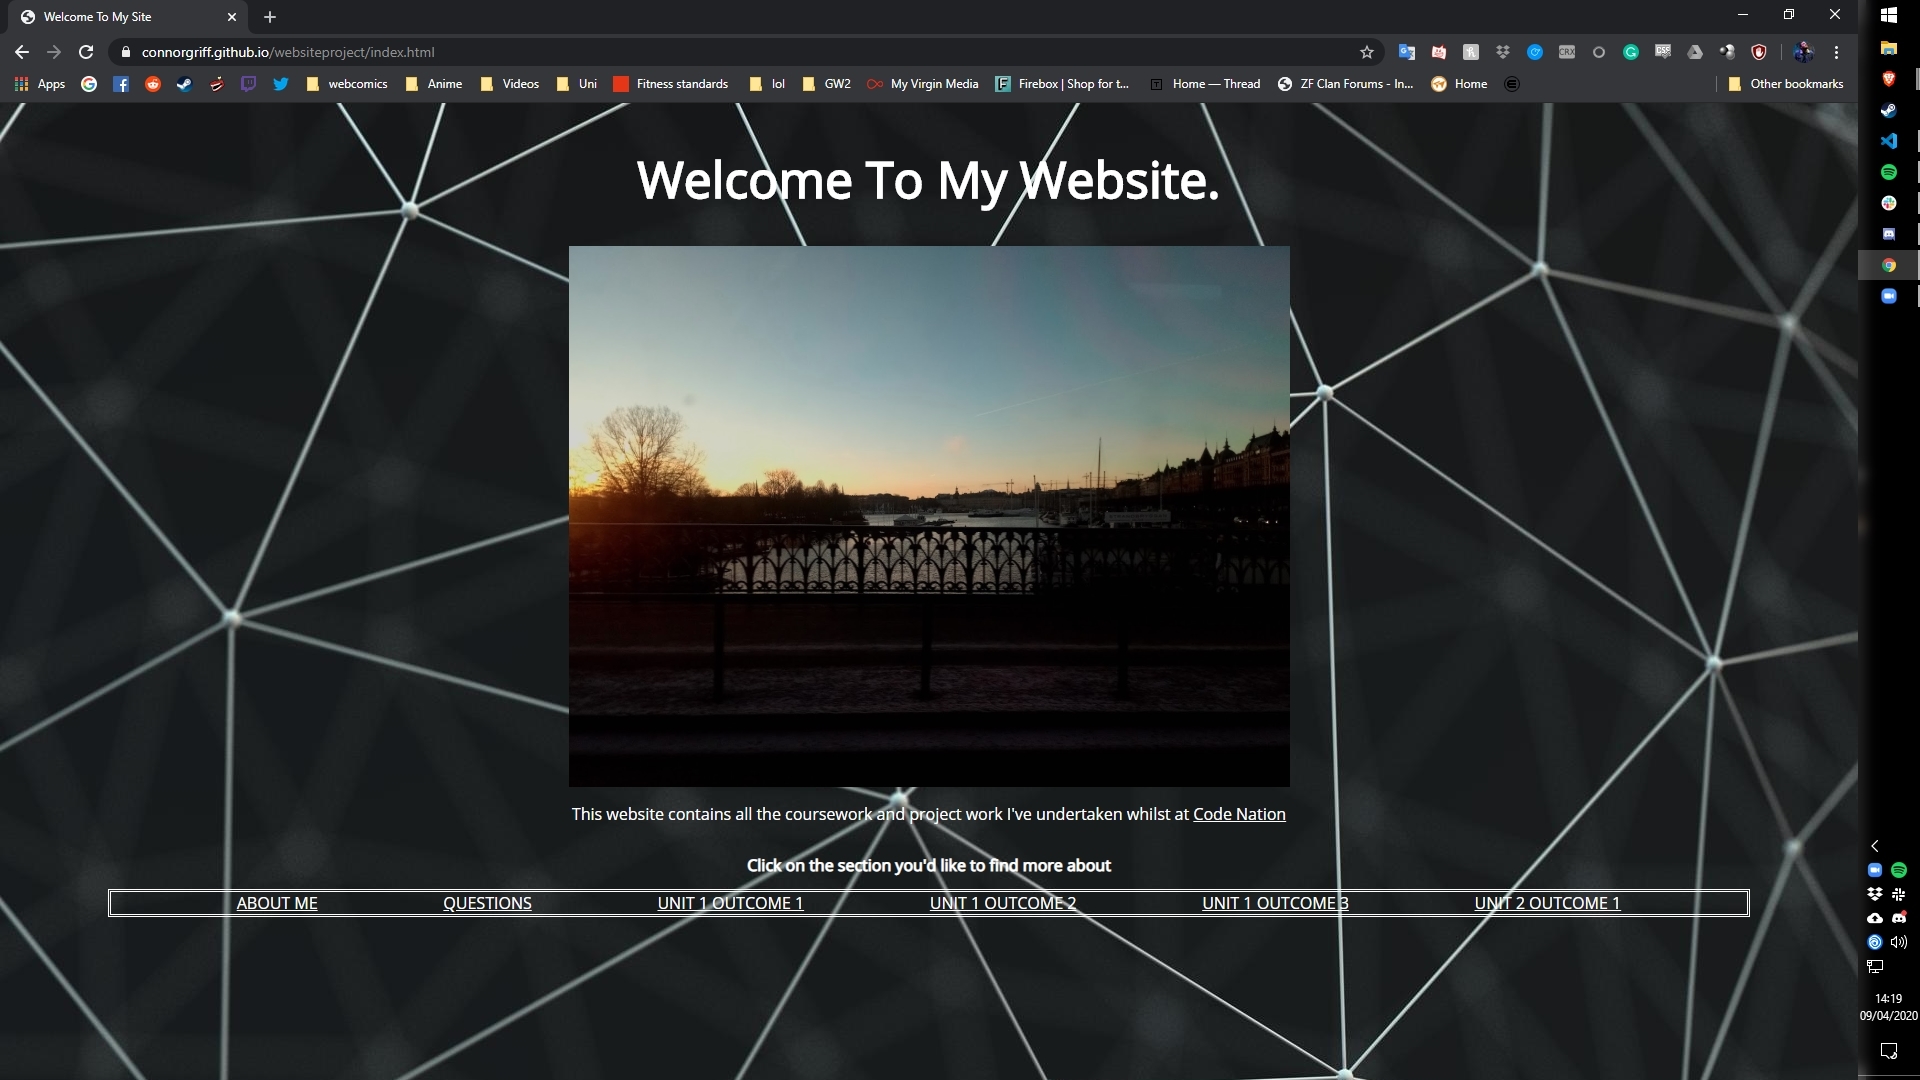 Welcome To My Site
connorgriff.github.io/websiteproject/index.html
Apps webcomics Anime Videos Uni Fitness standards lol GW2 My Virgin Media Firebox | Shop for t... Home — Thread ZF Clan Forums - In... Home Other bookmarks
Welcome To My Website.
This website contains all the coursework and project work I've undertaken whilst at Code Nation
Click on the section you'd like to find more about
ABOUT ME QUESTIONS UNIT 1 OUTCOME 1 UNIT 1 OUTCOME 2 UNIT 1 OUTCOME 3 UNIT 2 OUTCOME 1
14:19
09/04/2020